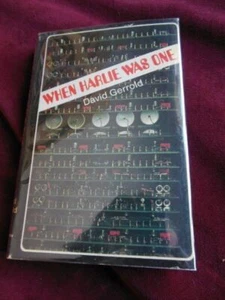 WHEN HARLIE WAS ONE
David Gerrold